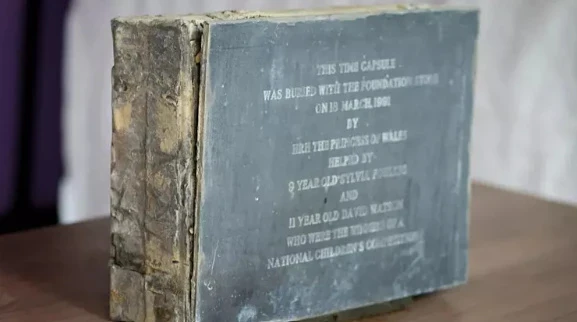 THIS TIME CAPSULE
WAS BURIED WITH THE FOUNDATION STONE
ON 18 MARCH, 1991
BY
HRH THE PRINCESS OF WALES
HELPED BY
9 YEAR OLD SYLVIA
AND
11 YEAR OLD DAVID WATSON
WHO WERE THE WINNERS OF A
NATIONAL CHILDREN'S COMPETITION